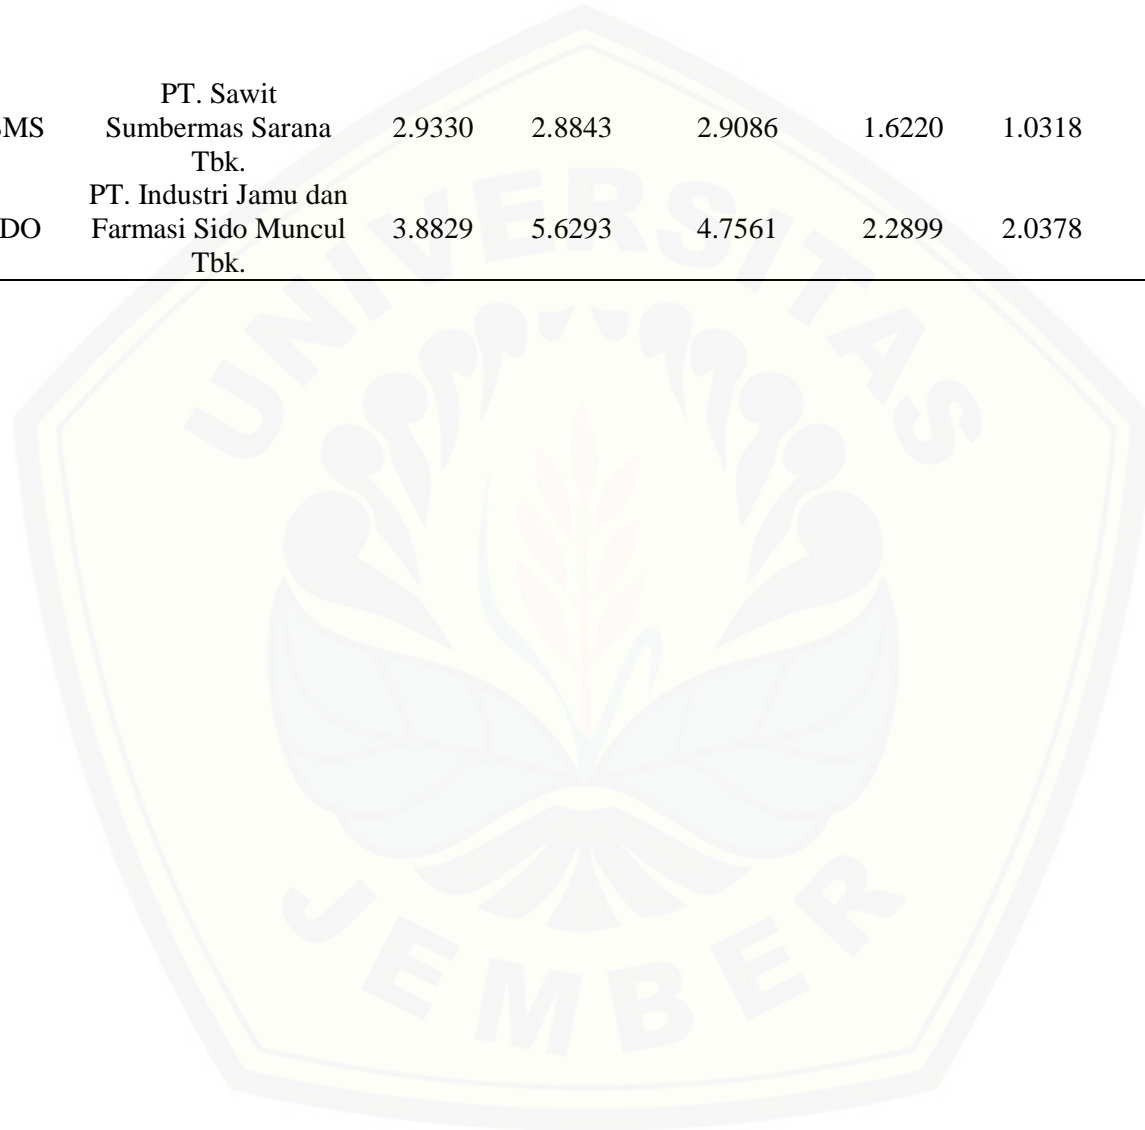 PT. Sawit
MS Sumbermas Sarana 2.9330 2.8843 2.9086 1.6220 1.0318
Tbk.
PT. Industri Jamu dan
DO Farmasi Sido Muncul 3.8829 5.6293 4.7561 2.2899 2.0378
Tbk.
UNIVERSITAS
JEMBER